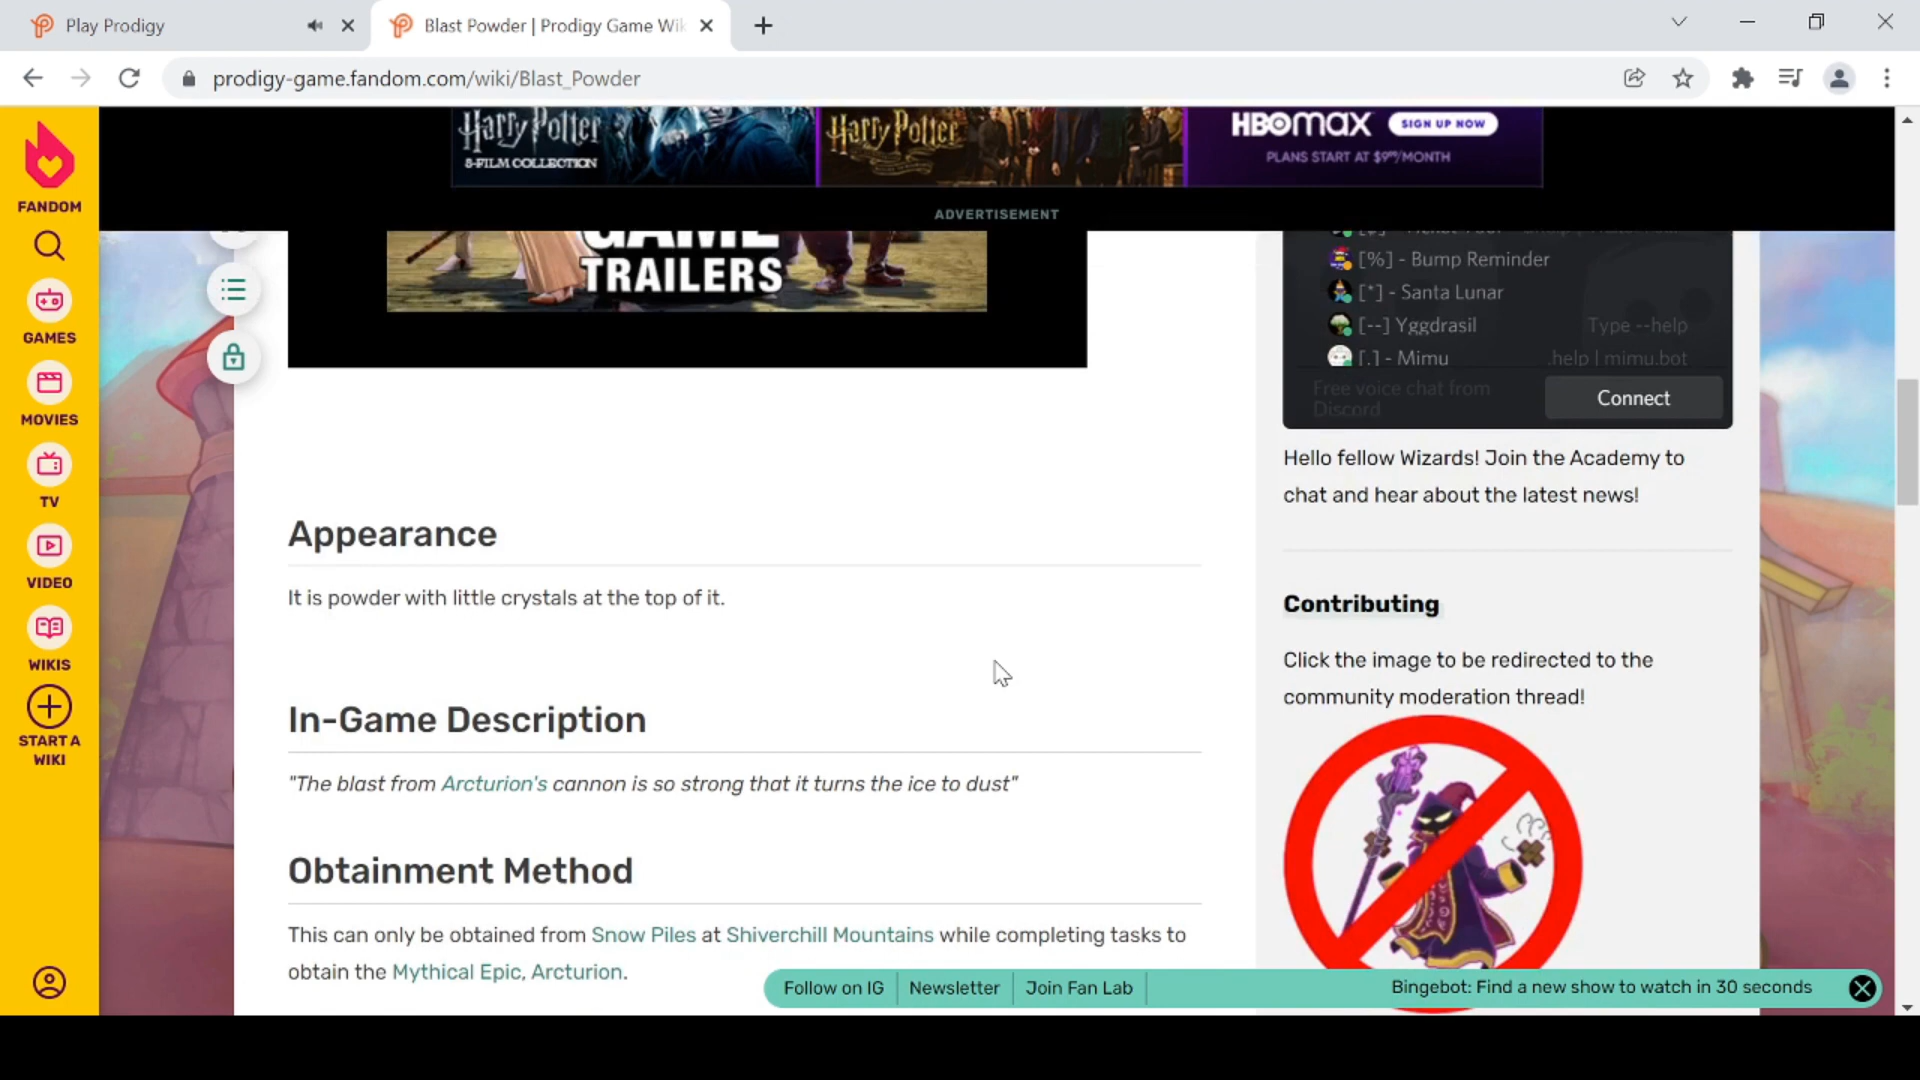 Play Prodigy
Blast Powder | Prodigy Game Wik
prodigy-game.fandom.com/wiki/Blast_Powder
Harry Potter
8-FILM COLLECTION
Harry Potter
HBOmax SIGN UP NOW
PLANS START AT $9⁹⁹/MONTH
ADVERTISEMENT
FANDOM
GAMES
MOVIES
TV
VIDEO
WIKIS
START A
WIKI
GAME
TRAILERS
[%] - Bump Reminder
[*] - Santa Lunar
[--] Yggdrasil Type --help
[.] - Mimu .help | mimu.bot
Free voice chat from
Discord
Connect
Hello fellow Wizards! Join the Academy to
chat and hear about the latest news!
Appearance
It is powder with little crystals at the top of it.
In-Game Description
"The blast from Arcturion's cannon is so strong that it turns the ice to dust"
Obtainment Method
This can only be obtained from Snow Piles at Shiverchill Mountains while completing tasks to
obtain the Mythical Epic, Arcturion.
Contributing
Click the image to be redirected to the
community moderation thread!
Follow on IG
Newsletter
Join Fan Lab
Bingebot: Find a new show to watch in 30 seconds